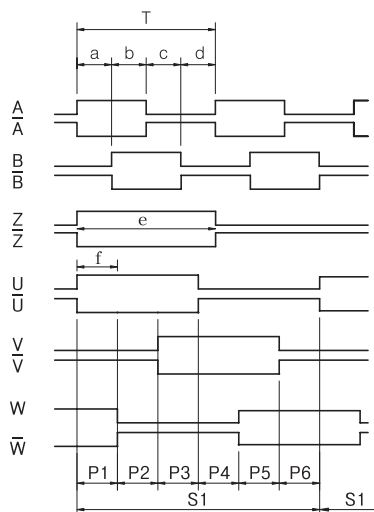 T
a b c d
A
A̅
B
B̅
Z
Z̅
e
f
U
U̅
V
V̅
W
W̅
P1 P2 P3 P4 P5 P6
S1 S1